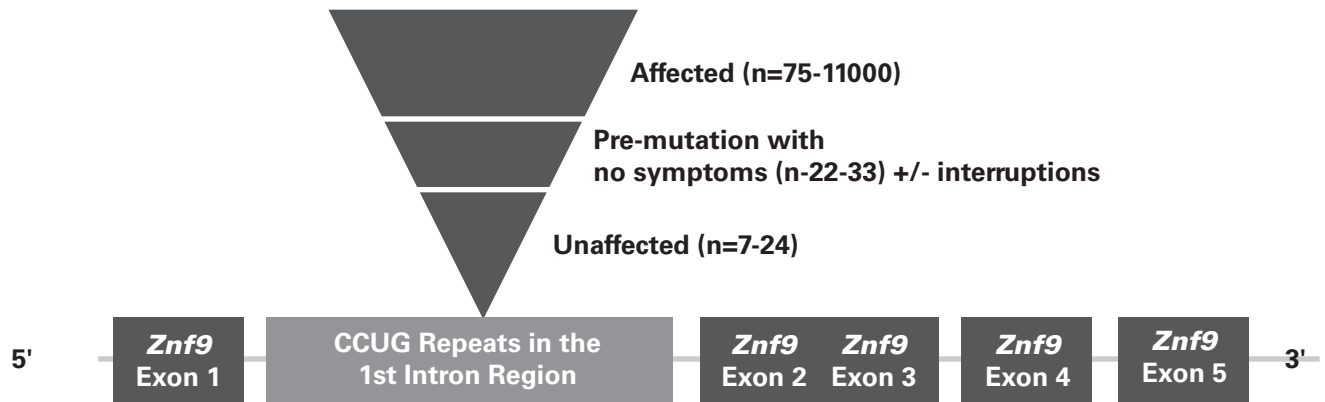 Affected (n=75-11000)
Pre-mutation with
no symptoms (n-22-33) +/- interruptions
Unaffected (n=7-24)
5'
Znf9
Exon 1
CCUG Repeats in the
1st Intron Region
Znf9
Exon 2
Znf9
Exon 3
Znf9
Exon 4
Znf9
Exon 5
3'